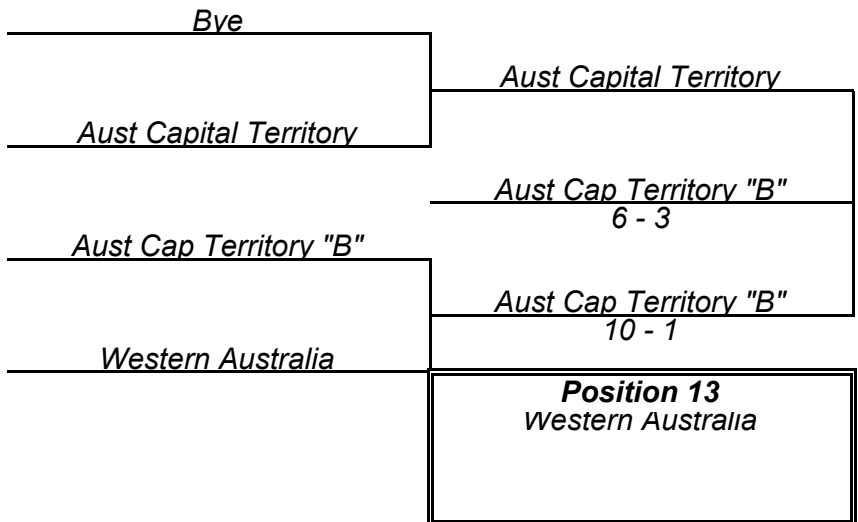 Bye
Aust Capital Territory
Aust Capital Territory
Aust Cap Territory "B"
6 - 3
Aust Cap Territory "B"
Aust Cap Territory "B"
10 - 1
Western Australia
Position 13
Western Australia